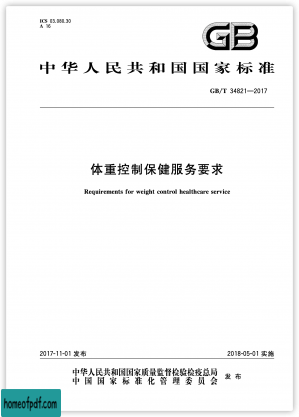 ICS 03.080.30
A 16
GB
中华人民共和国国家标准
GB/T 34821—2017
体重控制保健服务要求
Requirements for weight control healthcare service
2017-11-01 发布
2018-05-01 实施
中华人民共和国国家质量监督检验检疫总局
中国国家标准化管理委员会
发布
homeofpdf.com